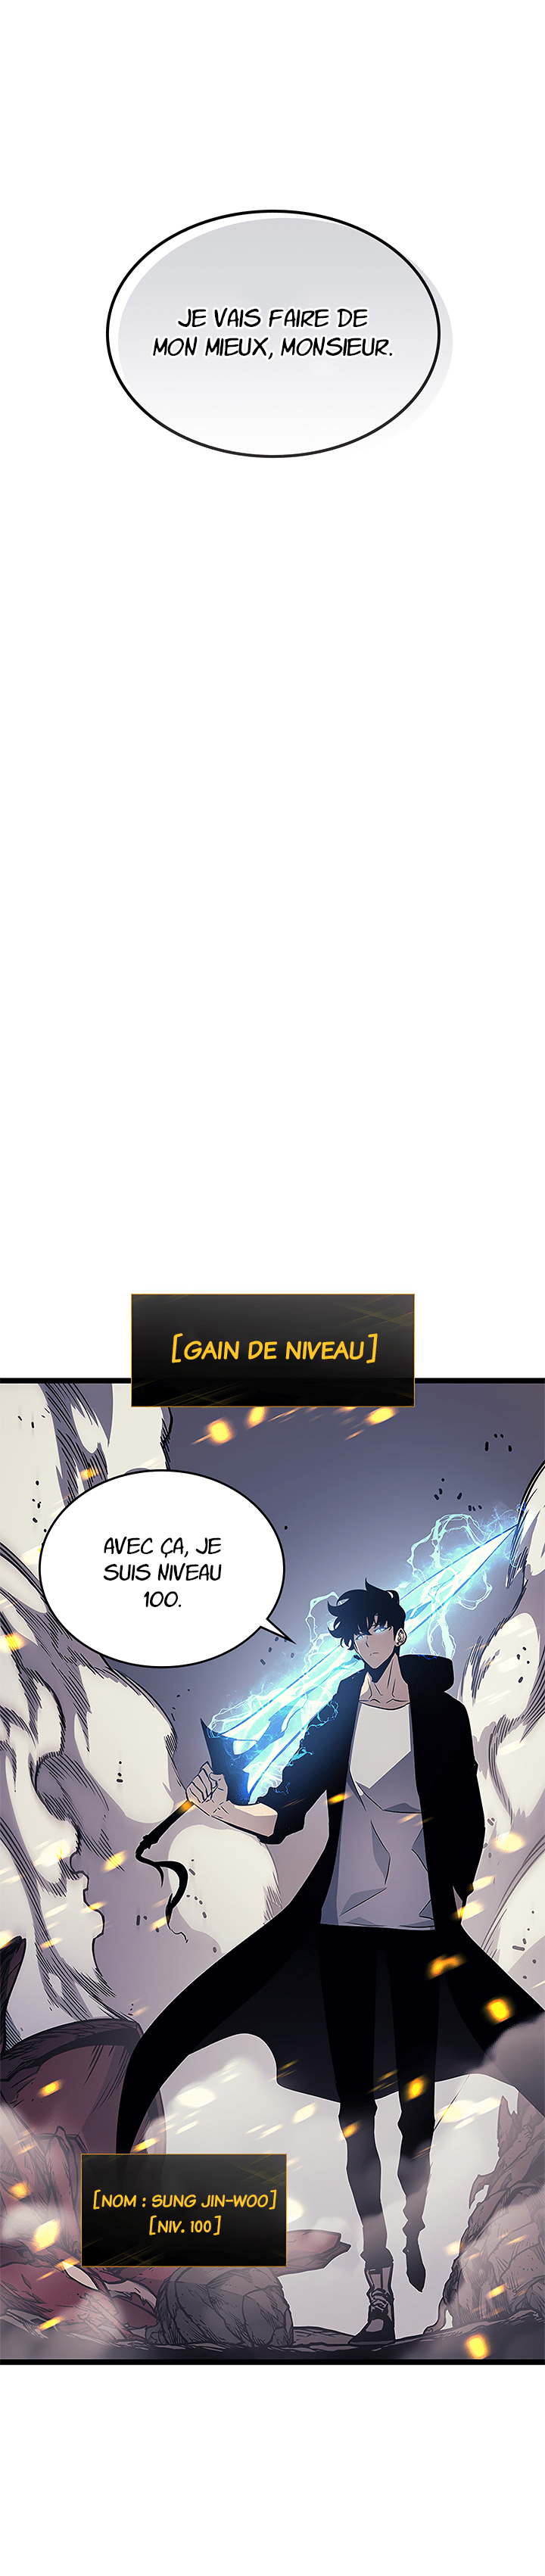 JE VAIS FAIRE DE
MON MIEUX, MONSIEUR.
[GAIN DE NIVEAU]
AVEC ÇA, JE
SUIS NIVEAU
100.
[NOM : SUNG JIN-WOO]
[NIV. 100]